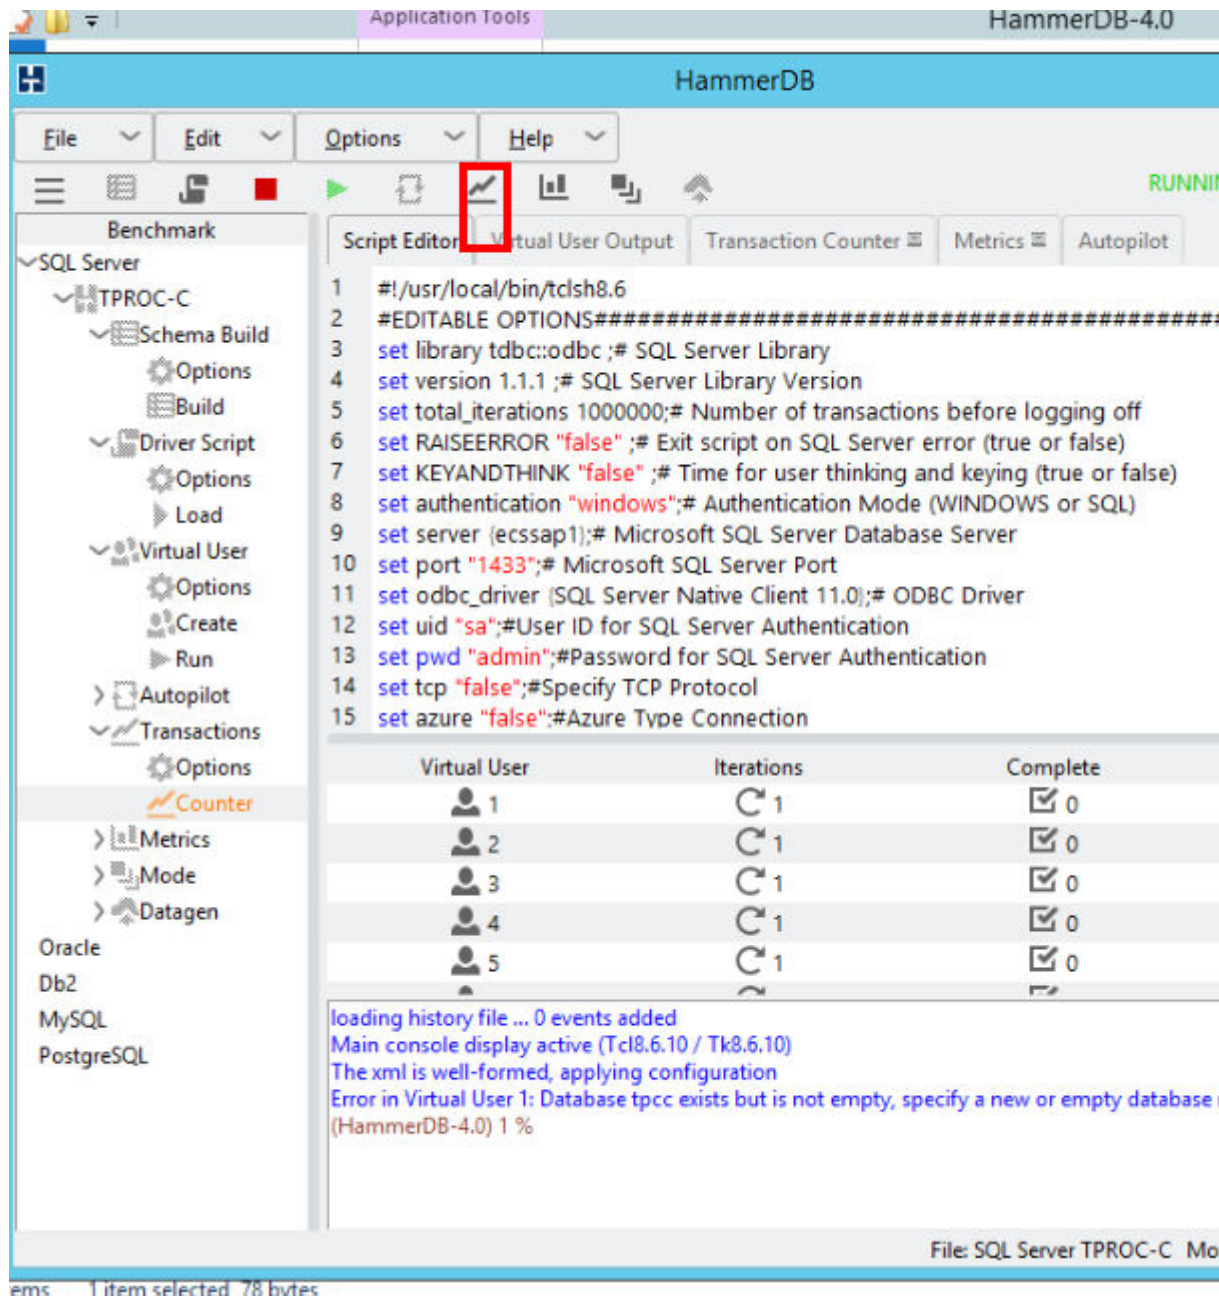 Application Tools
HammerDB-4.0
HammerDB
File Edit Options Help
Benchmark
SQL Server
TPROC-C
Schema Build
Options
Build
Driver Script
Options
Load
Virtual User
Options
Create
Run
Autopilot
Transactions
Options
Counter
Metrics
Mode
Datagen
Oracle
Db2
MySQL
PostgreSQL
Script Editor Virtual User Output Transaction Counter Metrics Autopilot
1 #!/usr/local/bin/tclsh8.6
2 #EDITABLE OPTIONS##########################################
3 set library tdbc::odbc ;# SQL Server Library
4 set version 1.1.1 ;# SQL Server Library Version
5 set total_iterations 1000000;# Number of transactions before logging off
6 set RAISEERROR "false" ;# Exit script on SQL Server error (true or false)
7 set KEYANDTHINK "false" ;# Time for user thinking and keying (true or false)
8 set authentication "windows";# Authentication Mode (WINDOWS or SQL)
9 set server {ecssap1};# Microsoft SQL Server Database Server
10 set port "1433";# Microsoft SQL Server Port
11 set odbc_driver {SQL Server Native Client 11.0};# ODBC Driver
12 set uid "sa";#User ID for SQL Server Authentication
13 set pwd "admin";#Password for SQL Server Authentication
14 set tcp "false";#Specify TCP Protocol
15 set azure "false";#Azure Type Connection
Virtual User Iterations Complete
1 1 0
2 1 0
3 1 0
4 1 0
5 1 0
loading history file ... 0 events added
Main console display active (Tcl8.6.10 / Tk8.6.10)
The xml is well-formed, applying configuration
Error in Virtual User 1: Database tpcc exists but is not empty, specify a new or empty database
(HammerDB-4.0) 1 %
File: SQL Server TPROC-C
1 item selected 78 bytes